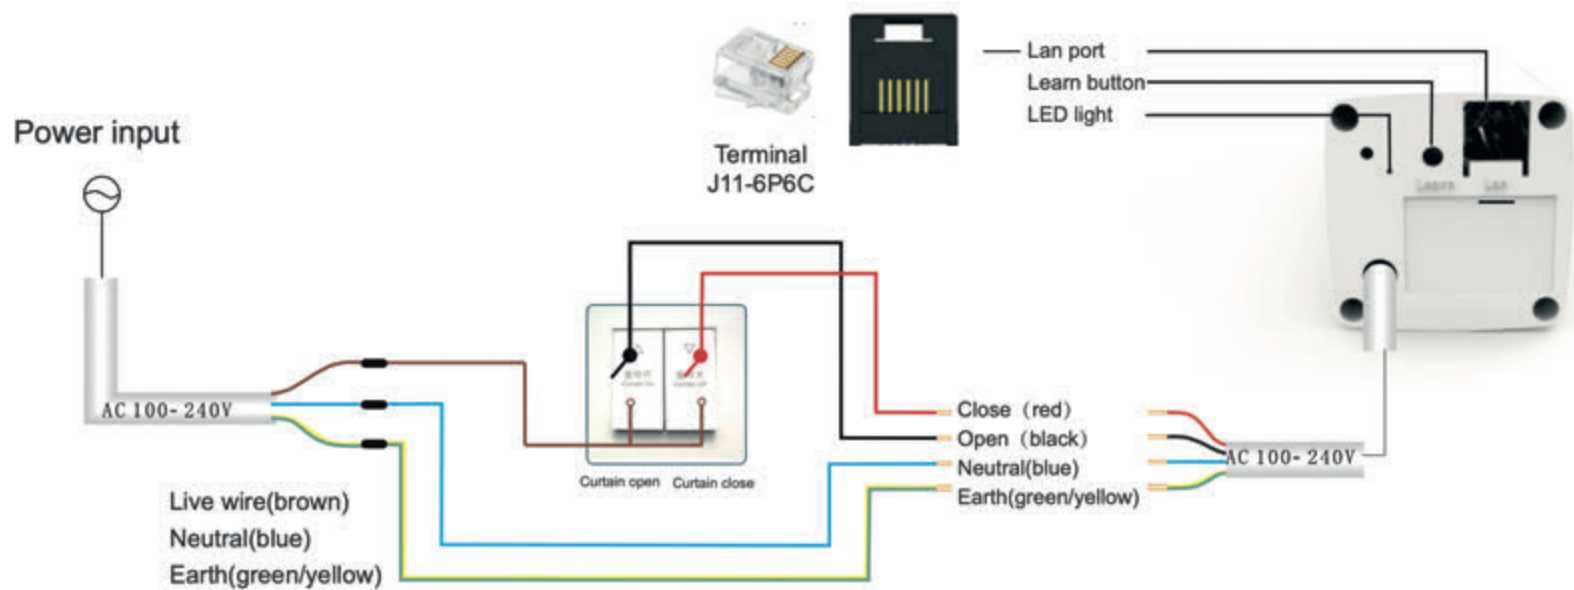 Lan port
Learn button
LED light
Power input
Terminal
J11-6P6C
Learn
Lan
AC 100-240V
Close（red）
Open（black）
Neutral(blue)
Earth(green/yellow)
AC 100-240V
Curtain open
Curtain close
Live wire(brown)
Neutral(blue)
Earth(green/yellow)